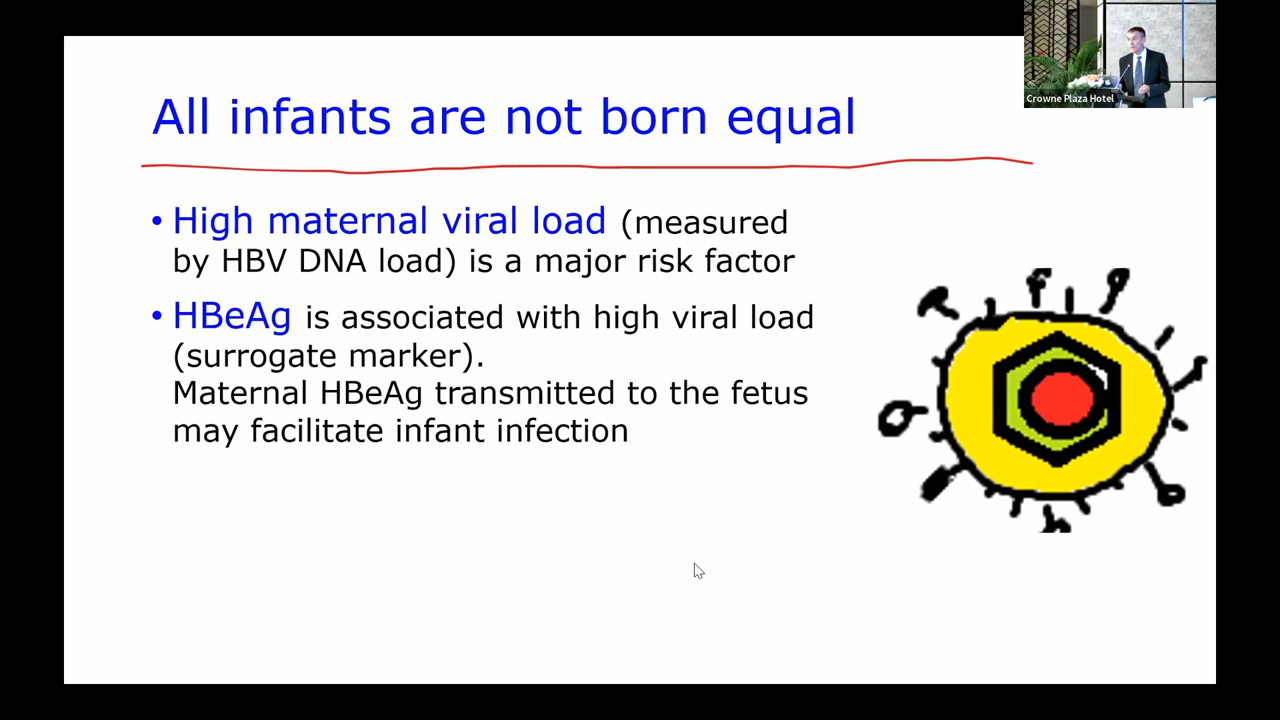 All infants are not born equal
• High maternal viral load (measured
by HBV DNA load) is a major risk factor
• HBeAg is associated with high viral load
(surrogate marker).
Maternal HBeAg transmitted to the fetus
may facilitate infant infection
Crowne Plaza Hotel